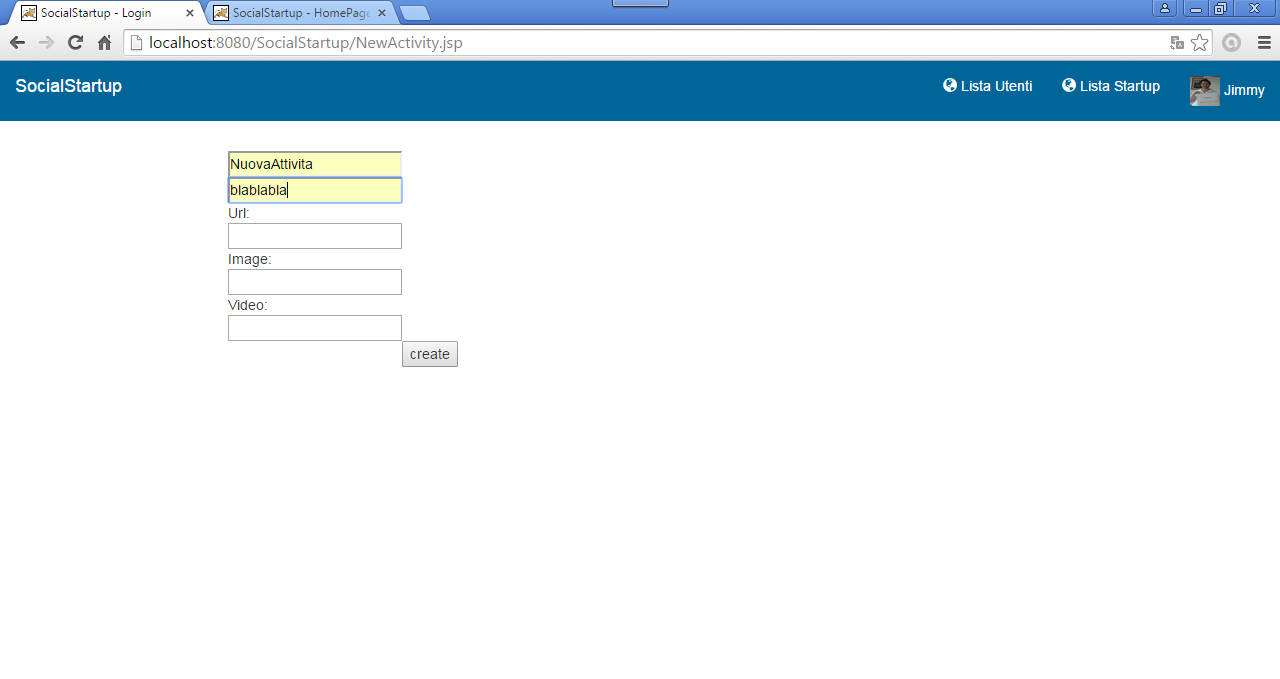 SocialStartup - Login
SocialStartup - HomePage
localhost:8080/SocialStartup/NewActivity.jsp
SocialStartup
Lista Utenti
Lista Startup
Jimmy
NuovaAttivita
blablabla
Url:
Image:
Video:
create